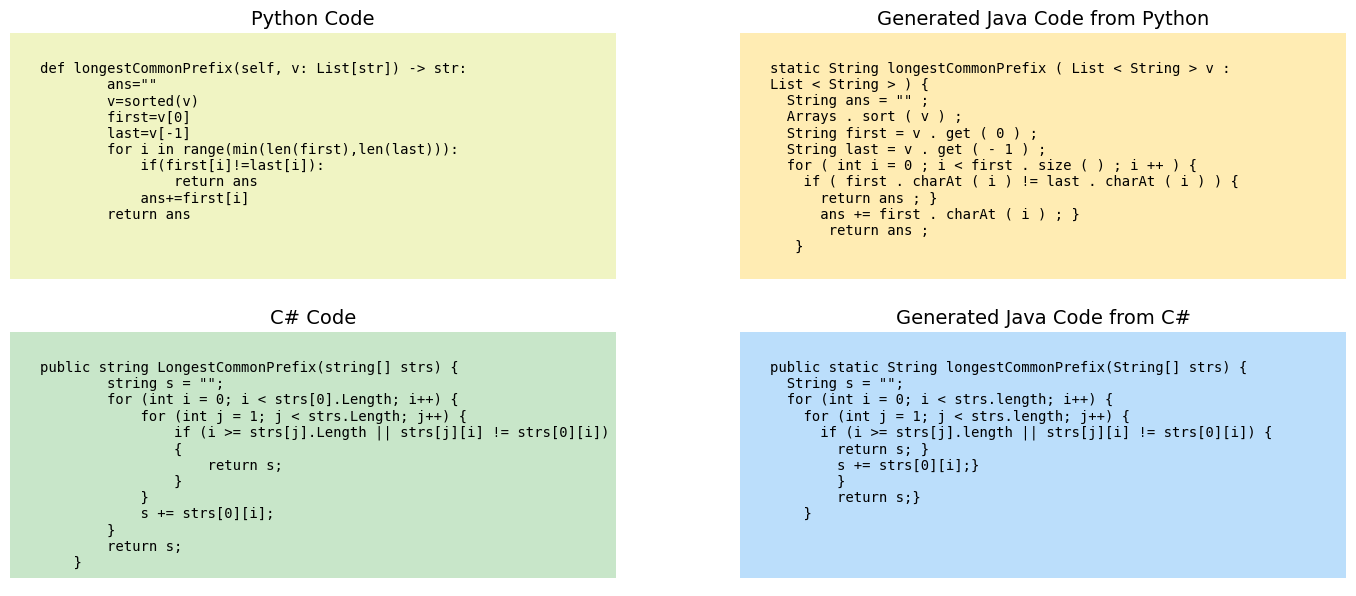 Python Code
def longestCommonPrefix(self, v: List[str]) -> str:
        ans=""
        v=sorted(v)
        first=v[0]
        last=v[-1]
        for i in range(min(len(first),len(last))):
            if(first[i]!=last[i]):
                return ans
            ans+=first[i]
        return ans
Generated Java Code from Python
static String longestCommonPrefix ( List < String > v :
List < String > ) {
  String ans = "" ;
  Arrays . sort ( v ) ;
  String first = v . get ( 0 ) ;
  String last = v . get ( - 1 ) ;
  for ( int i = 0 ; i < first . size ( ) ; i ++ ) {
    if ( first . charAt ( i ) != last . charAt ( i ) ) {
      return ans ; }
      ans += first . charAt ( i ) ; }
       return ans ;
   }
C# Code
public string LongestCommonPrefix(string[] strs) {
        string s = "";
        for (int i = 0; i < strs[0].Length; i++) {
            for (int j = 1; j < strs.Length; j++) {
                if (i >= strs[j].Length || strs[j][i] != strs[0][i])
                {
                    return s;
                }
            }
            s += strs[0][i];
        }
        return s;
    }
Generated Java Code from C#
public static String longestCommonPrefix(String[] strs) {
  String s = "";
  for (int i = 0; i < strs.length; i++) {
    for (int j = 1; j < strs.length; j++) {
      if (i >= strs[j].length || strs[j][i] != strs[0][i]) {
        return s; }
        s += strs[0][i];}
        }
        return s;}
    }